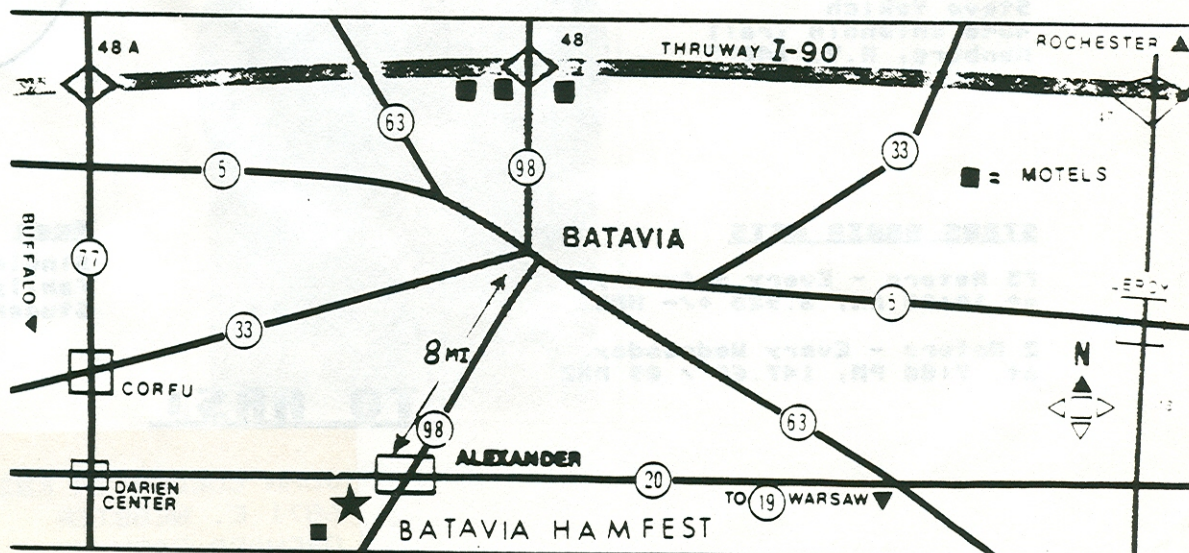 48A
48
THRUWAY I-90
ROCHESTER ▲
63
33
5
98
■ = MOTELS
BUFFALO
77
BATAVIA
5
33
8 MI
N
CORFU
98
63
ALEXANDER
20
DARIEN
CENTER
TO 19 WARSAW ▼
BATAVIA HAMFEST